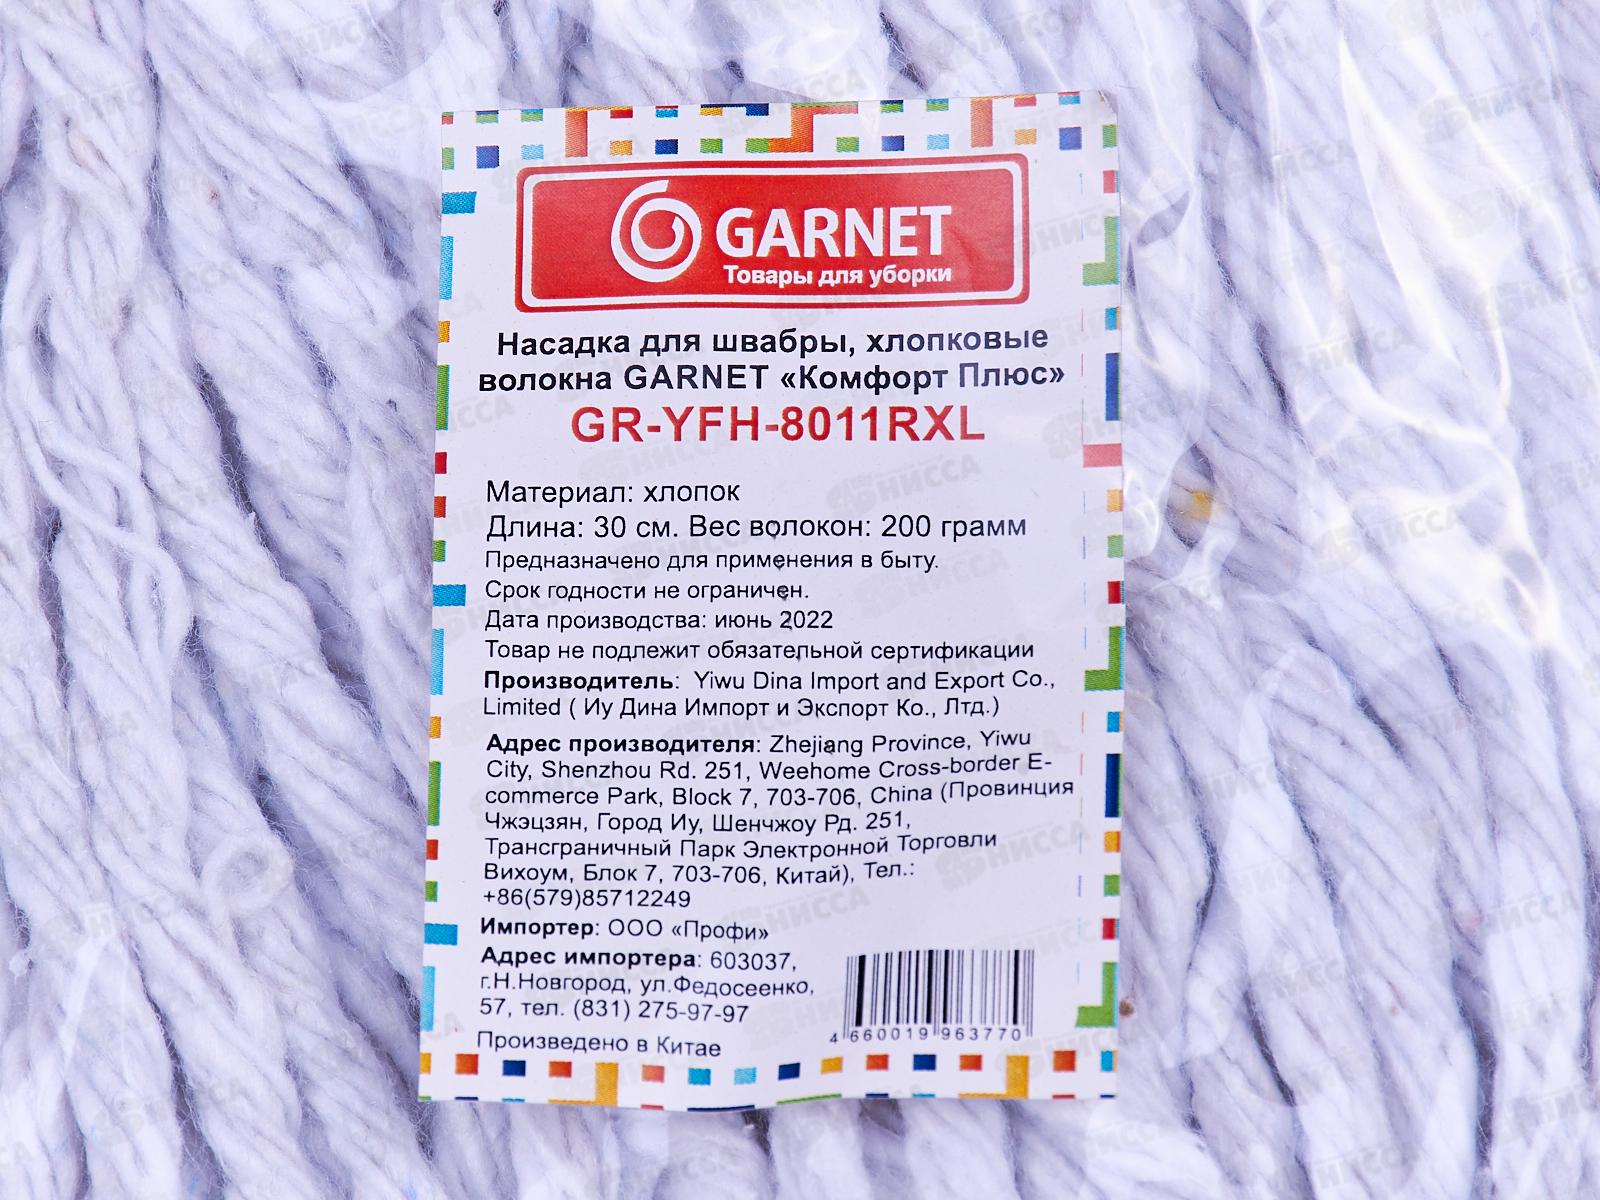 GARNET
Товары для уборки
Насадка для швабры, хлопковые
волокна GARNET «Комфорт Плюс»
GR-YFH-8011RXL
Материал: хлопок
Длина: 30 см. Вес волокон: 200 грамм
Предназначено для применения в быту.
Срок годности не ограничен.
Дата производства: июнь 2022
Товар не подлежит обязательной сертификации
Производитель: Yiwu Dina Import and Export Co.,
Limited ( Иу Дина Импорт и Экспорт Ко., Лтд.)
Адрес производителя: Zhejiang Province, Yiwu
City, Shenzhou Rd. 251, Weehome Cross-border E-
commerce Park, Block 7, 703-706, China (Провинция
Чжэцзян, Город Иу, Шенчжоу Рд. 251,
Трансграничный Парк Электронной Торговли
Вихоум, Блок 7, 703-706, Китай), Тел.:
+86(579)85712249
Импортер: ООО «Профи»
Адрес импортера: 603037,
г.Н.Новгород, ул.Федосеенко,
57, тел. (831) 275-97-97
Произведено в Китае
4 660019 963770
НИССА